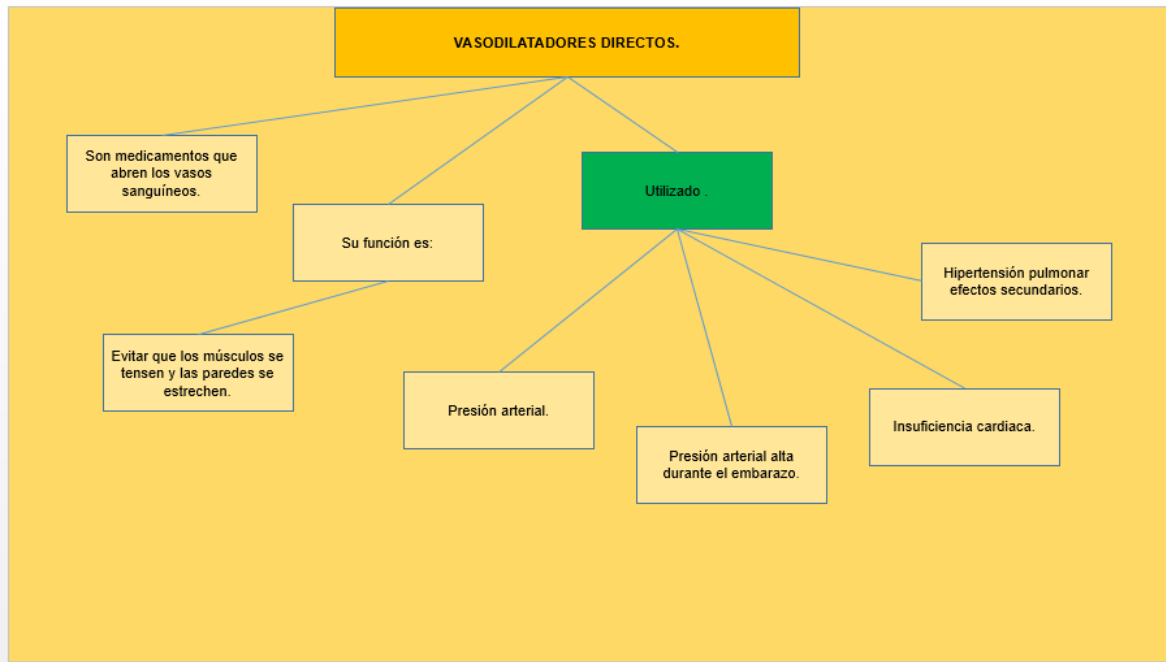 VASODILATADORES DIRECTOS.
Son medicamentos que
abren los vasos
sanguíneos.
Utilizado .
Su función es:
Hipertensión pulmonar
efectos secundarios.
Evitar que los músculos se
tensen y las paredes se
estrechen.
Presión arterial.
Insuficiencia cardiaca.
Presión arterial alta
durante el embarazo.